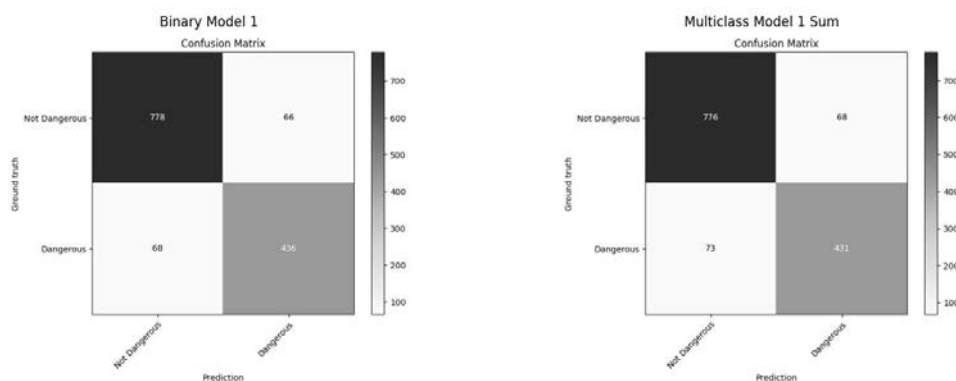 Binary Model 1
Confusion Matrix
Not Dangerous
Dangerous
Ground truth
778
66
68
436
Not Dangerous
Dangerous
Prediction
700
600
500
400
300
200
100
Multiclass Model 1 Sum
Confusion Matrix
Not Dangerous
Dangerous
Ground truth
776
68
73
431
Not Dangerous
Dangerous
Prediction
700
600
500
400
300
200
100